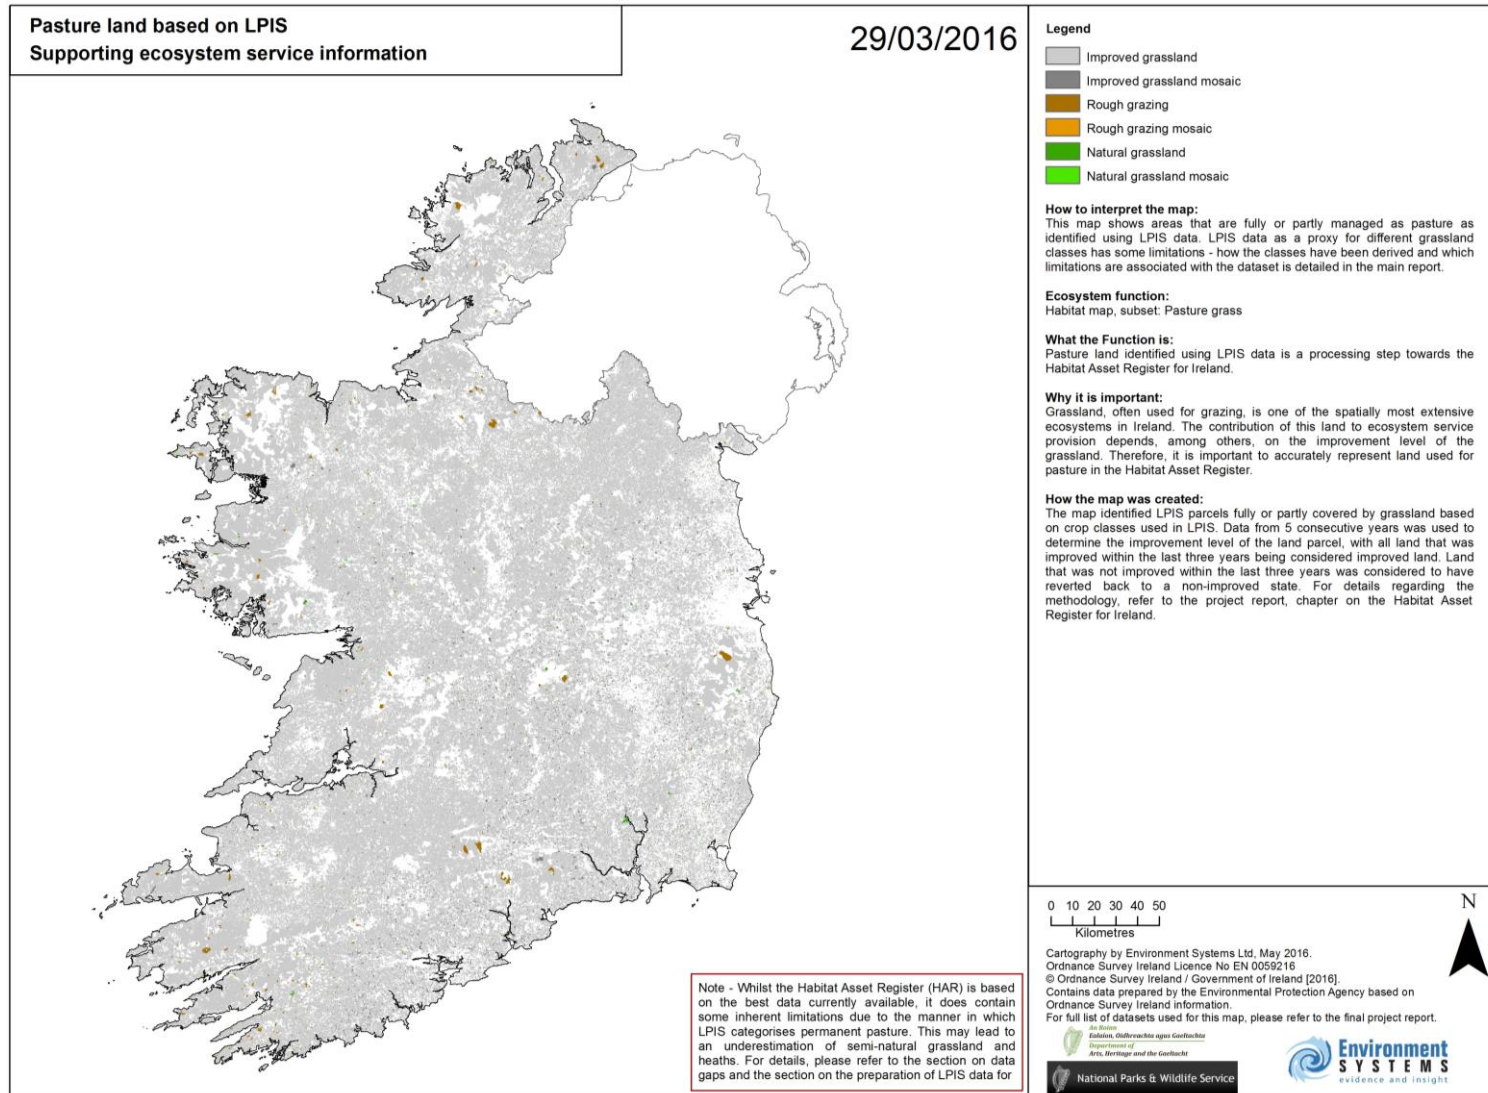 Pasture land based on LPIS
Supporting ecosystem service information
29/03/2016
Legend
Improved grassland
Improved grassland mosaic
Rough grazing
Rough grazing mosaic
Natural grassland
Natural grassland mosaic
How to interpret the map:
This map shows areas that are fully or partly managed as pasture as
identified using LPIS data. LPIS data as a proxy for different grassland
classes has some limitations - how the classes have been derived and which
limitations are associated with the dataset is detailed in the main report.
Ecosystem function:
Habitat map, subset: Pasture grass
What the Function is:
Pasture land identified using LPIS data is a processing step towards the
Habitat Asset Register for Ireland.
Why it is important:
Grassland, often used for grazing, is one of the spatially most extensive
ecosystems in Ireland. The contribution of this land to ecosystem service
provision depends, among others, on the improvement level of the
grassland. Therefore, it is important to accurately represent land used for
pasture in the Habitat Asset Register.
How the map was created:
The map identified LPIS parcels fully or partly covered by grassland based
on crop classes used in LPIS. Data from 5 consecutive years was used to
determine the improvement level of the land parcel, with all land that was
improved within the last three years being considered improved land. Land
that was not improved within the last three years was considered to have
reverted back to a non-improved state. For details regarding the
methodology, refer to the project report, chapter on the Habitat Asset
Register for Ireland.
Note - Whilst the Habitat Asset Register (HAR) is based
on the best data currently available, it does contain
some inherent limitations due to the manner in which
LPIS categorises permanent pasture. This may lead to
an underestimation of semi-natural grassland and
heaths. For details, please refer to the section on data
gaps and the section on the preparation of LPIS data for
0 10 20 30 40 50
Kilometres
N
Cartography by Environment Systems Ltd, May 2016.
Ordnance Survey Ireland Licence No EN 0059216
© Ordnance Survey Ireland / Government of Ireland [2016].
Contains data prepared by the Environmental Protection Agency based on
Ordnance Survey Ireland information.
For full list of datasets used for this map, please refer to the final project report.
An Roinn
Ealaíon, Oidhreachta agus Gaeltachta
Department of
Arts, Heritage and the Gaeltacht
National Parks & Wildlife Service
Environment
SYSTEMS
evidence and insight